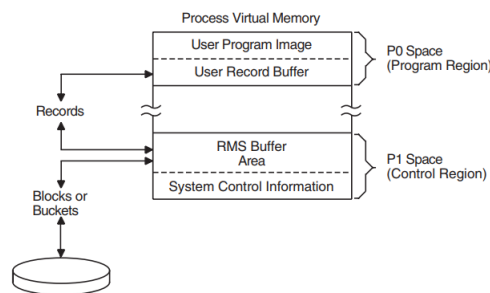 Process Virtual Memory
User Program Image
User Record Buffer
P0 Space
(Program Region)
Records
RMS Buffer
Area
System Control Information
P1 Space
(Control Region)
Blocks or
Buckets